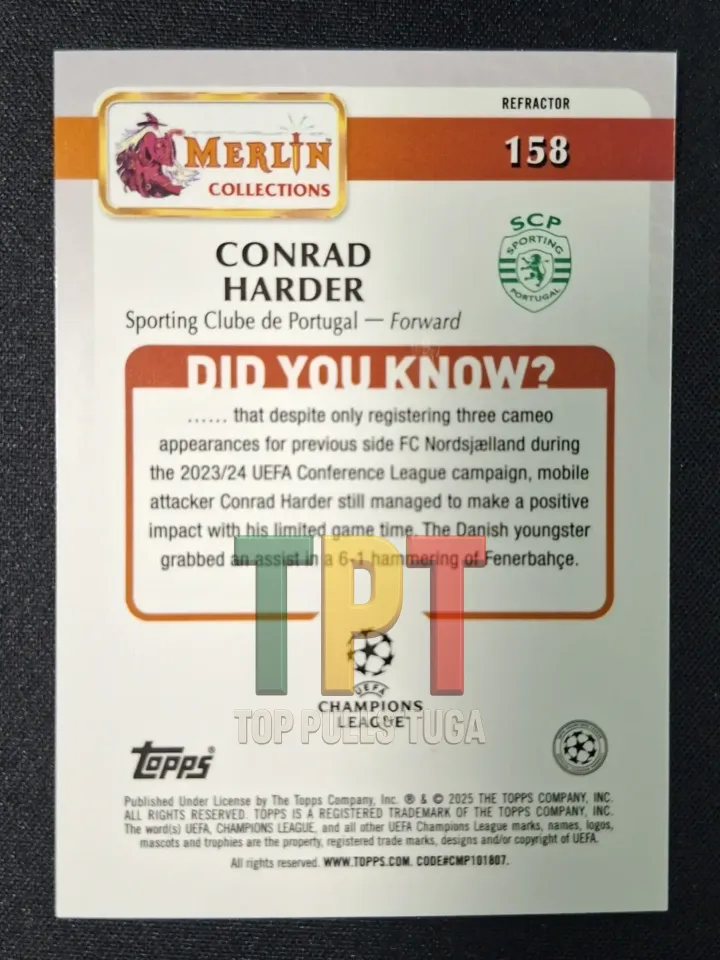 REFRACTOR
MERLIN
COLLECTIONS
158
CONRAD
HARDER
Sporting Clube de Portugal — Forward
SCP
SPORTING
PORTUGAL
DID YOU KNOW?
...... that despite only registering three cameo
appearances for previous side FC Nordsjælland during
the 2023/24 UEFA Conference League campaign, mobile
attacker Conrad Harder still managed to make a positive
impact with his limited game time. The Danish youngster
grabbed an assist in a 6-1 hammering of Fenerbahçe.
TPT
TOP PULLS TUGA
UEFA
CHAMPIONS
LEAGUE
topps®
Published Under License by The Topps Company, Inc. ® & © 2025 THE TOPPS COMPANY, INC.
ALL RIGHTS RESERVED. TOPPS IS A REGISTERED TRADEMARK OF THE TOPPS COMPANY, INC.
The word(s) UEFA, CHAMPIONS LEAGUE, and all other UEFA Champions League marks, names, logos,
mascots and trophies are the property, registered trade marks, designs and/or copyright of UEFA.
All rights reserved. WWW.TOPPS.COM. CODE#CMP101807.